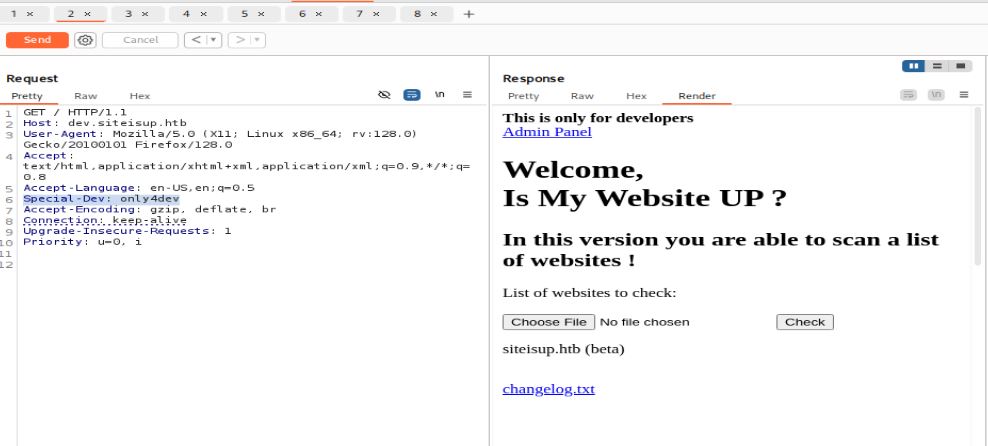 1 × 2 × 3 × 4 × 5 × 6 × 7 × 8 × +
Send Cancel < | ▾ > | ▾
Request
Pretty Raw Hex \n ≡
1 GET / HTTP/1.1
2 Host: dev.siteisup.htb
3 User-Agent: Mozilla/5.0 (X11; Linux x86_64; rv:128.0)
Gecko/20100101 Firefox/128.0
4 Accept:
text/html,application/xhtml+xml,application/xml;q=0.9,*/*;q=
0.8
5 Accept-Language: en-US,en;q=0.5
6 Special-Dev: only4dev
7 Accept-Encoding: gzip, deflate, br
8 Connection: keep-alive
9 Upgrade-Insecure-Requests: 1
10 Priority: u=0, i
11
12
Response
Pretty Raw Hex Render \n ≡
This is only for developers
Admin Panel
Welcome,
Is My Website UP ?
In this version you are able to scan a list
of websites !
List of websites to check:
Choose File No file chosen Check
siteisup.htb (beta)
changelog.txt